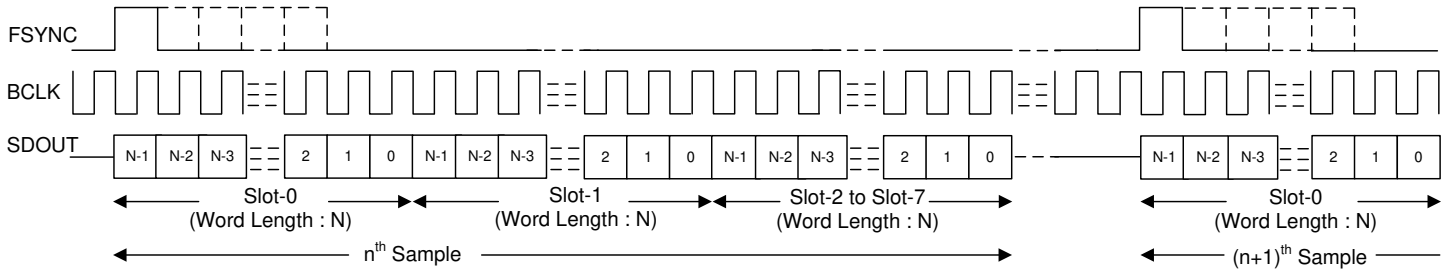 FSYNC
BCLK
SDOUT
N-1 N-2 N-3 2 1 0 N-1 N-2 N-3 2 1 0 N-1 N-2 N-3 2 1 0 N-1 N-2 N-3 2 1 0
Slot-0 Slot-1 Slot-2 to Slot-7 Slot-0
(Word Length : N) (Word Length : N) (Word Length : N) (Word Length : N)
nth Sample (n+1)th Sample